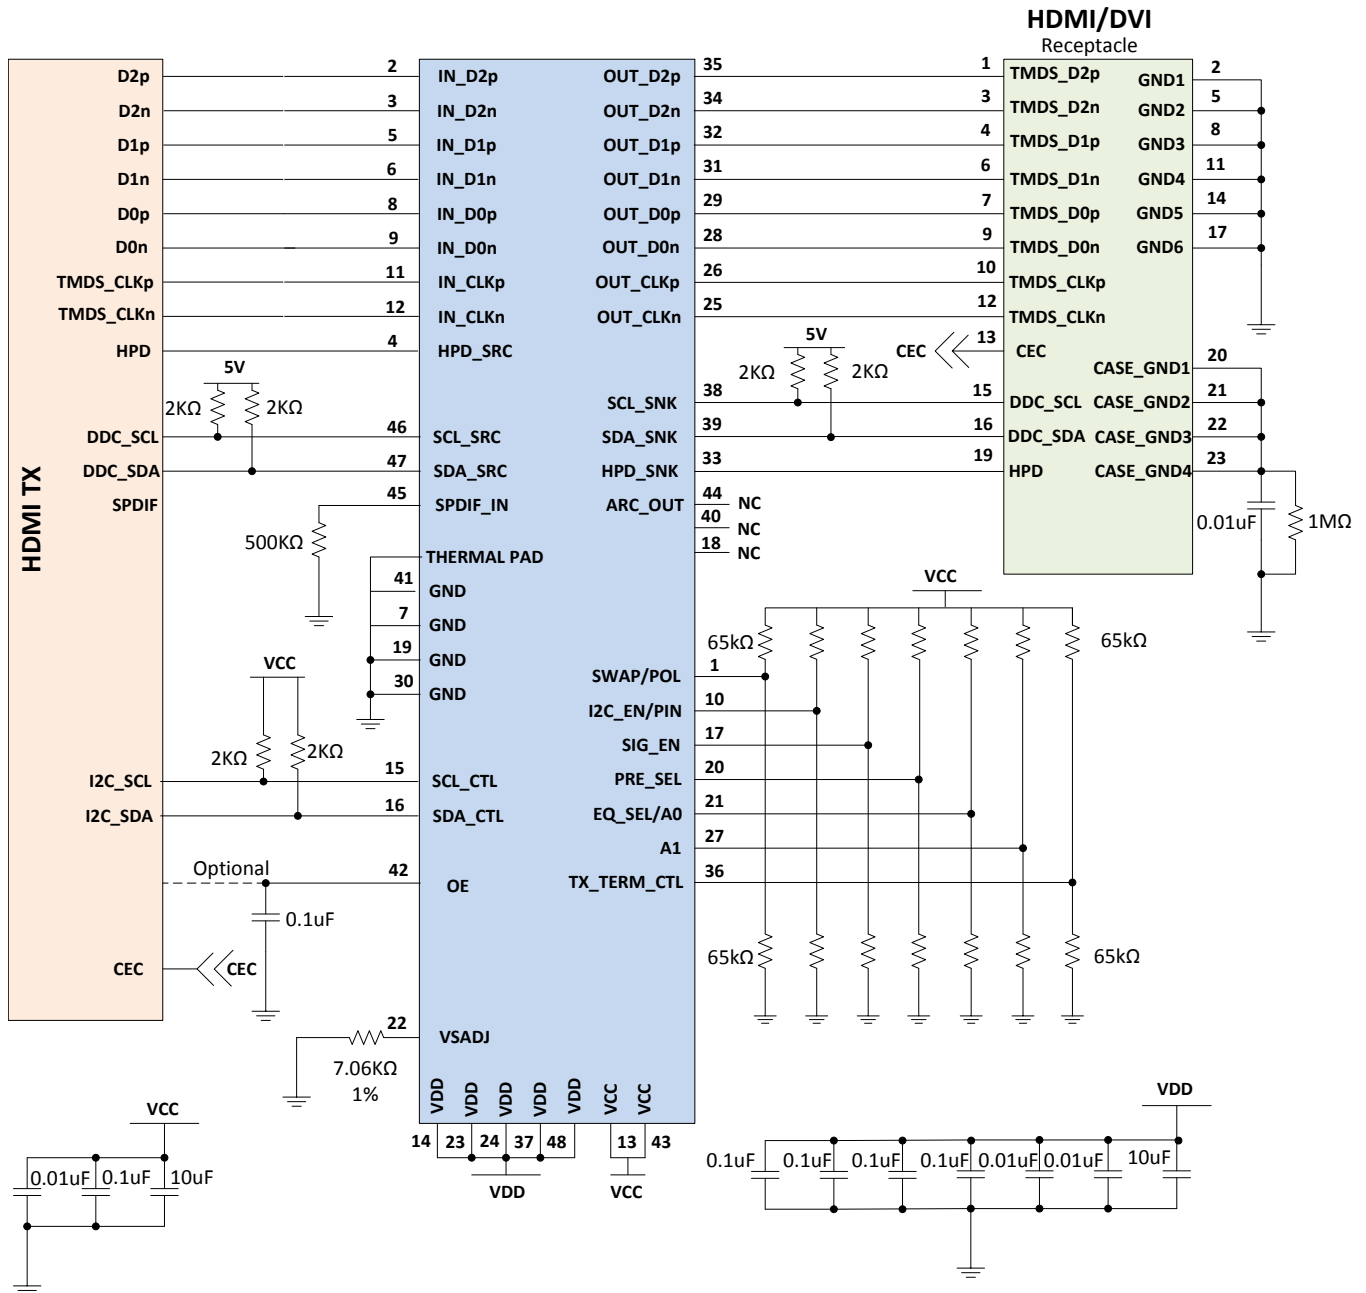 HDMI/DVI
Receptacle
D2p 2 IN_D2p OUT_D2p 35 1 TMDS_D2p GND1 2
D2n 3 IN_D2n OUT_D2n 34 3 TMDS_D2n GND2 5
D1p 5 IN_D1p OUT_D1p 32 4 TMDS_D1p GND3 8
D1n 6 IN_D1n OUT_D1n 31 6 TMDS_D1n GND4 11
D0p 8 IN_D0p OUT_D0p 29 7 TMDS_D0p GND5 14
D0n 9 IN_D0n OUT_D0n 28 9 TMDS_D0n GND6 17
TMDS_CLKp 11 IN_CLKp OUT_CLKp 26 10 TMDS_CLKp
TMDS_CLKn 12 IN_CLKn OUT_CLKn 25 12 TMDS_CLKn
HPD 4 HPD_SRC 5V CEC 13 CEC
CASE_GND1 20
5V 2KΩ 2KΩ
2KΩ 2KΩ SCL_SNK 38 15 DDC_SCL CASE_GND2 21
DDC_SCL 46 SCL_SRC SDA_SNK 39 16 DDC_SDA CASE_GND3 22
DDC_SDA 47 SDA_SRC HPD_SNK 33 19 HPD CASE_GND4 23
SPDIF 45 SPDIF_IN ARC_OUT 44 NC
40 NC
18 NC
0.01uF 1MΩ
HDMI TX
500KΩ
THERMAL PAD
41 GND
7 GND
19 GND
30 GND
VCC
65kΩ 65kΩ
SWAP/POL 1
I2C_EN/PIN 10
SIG_EN 17
PRE_SEL 20
EQ_SEL/A0 21
A1 27
TX_TERM_CTL 36
65kΩ 65kΩ
VCC
2KΩ 2KΩ
I2C_SCL 15 SCL_CTL
I2C_SDA 16 SDA_CTL
Optional 42 OE
0.1uF
CEC CEC
22 VSADJ
7.06KΩ
1%
VDD VDD VDD VDD VDD VCC VCC
14 23 24 37 48 13 43
VDD VCC
VCC
0.01uF 0.1uF 10uF
VDD
0.1uF 0.1uF 0.1uF 0.1uF 0.01uF 0.01uF 10uF